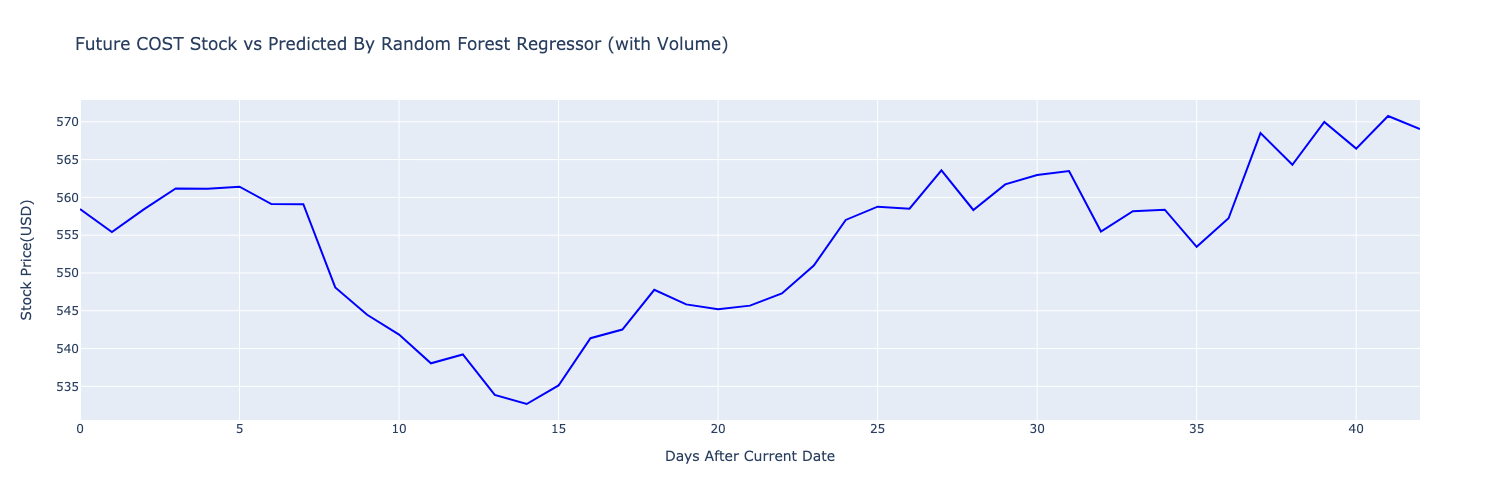 Future COST Stock vs Predicted By Random Forest Regressor (with Volume)
570
565
560
555
550
545
540
535
Stock Price(USD)
0 5 10 15 20 25 30 35 40
Days After Current Date